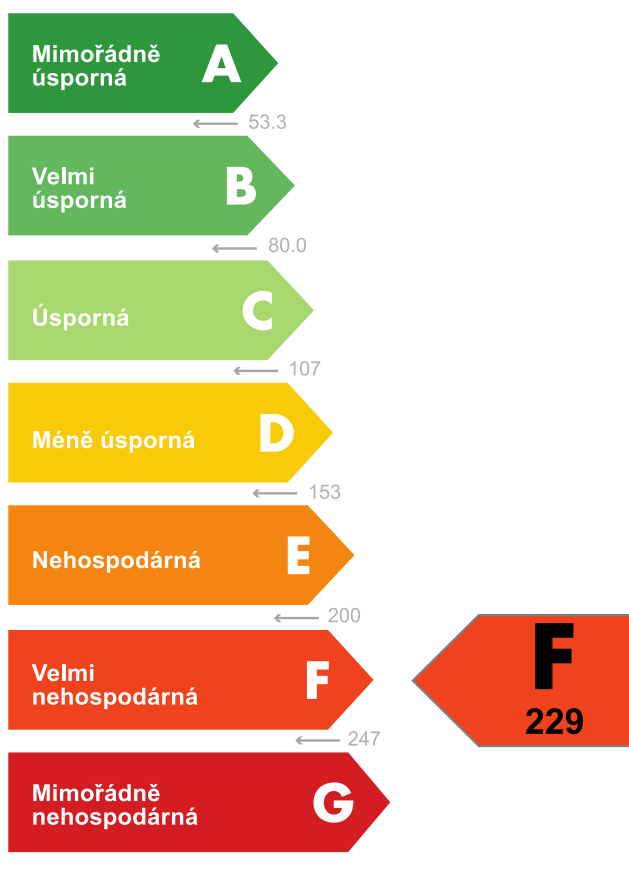 Mimořádně
úsporná
A
53.3
Velmi
úsporná
B
80.0
Úsporná
C
107
Méně úsporná
D
153
Nehospodárná
E
200
Velmi
nehospodárná
F
F
229
247
Mimořádně
nehospodárná
G